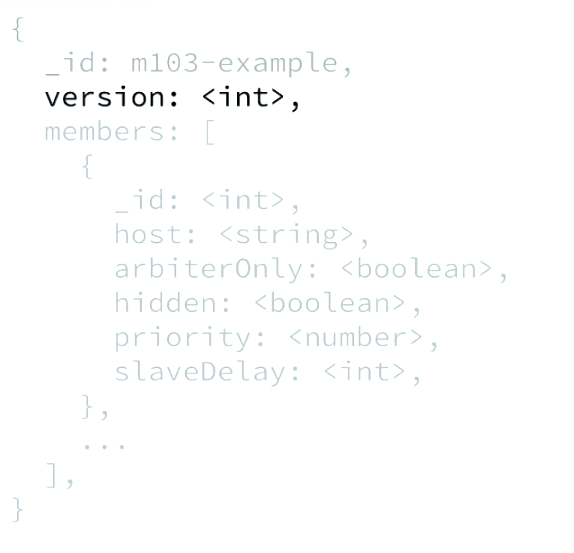 {
_id: m103-example,
version: <int>,
members: [
{
_id: <int>,
host: <string>,
arbiterOnly: <boolean>,
hidden: <boolean>,
priority: <number>,
slaveDelay: <int>,
},
...
],
}